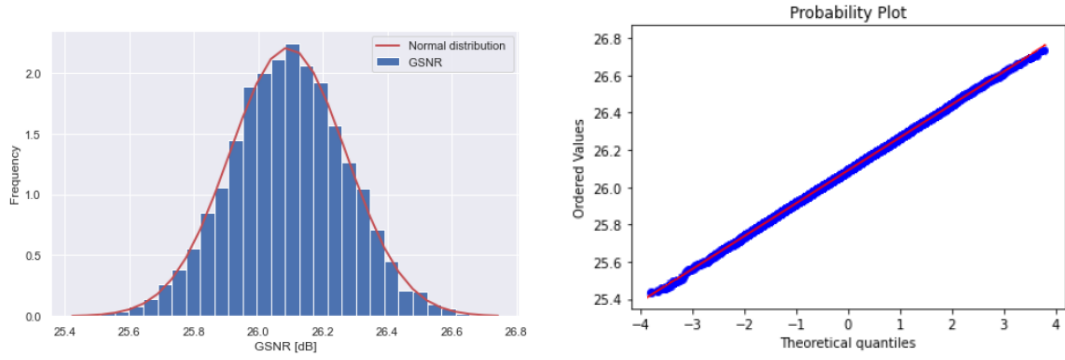 Normal distribution
GSNR
Frequency
2.0
1.5
1.0
0.5
0.0
25.4 25.6 25.8 26.0 26.2 26.4 26.6 26.8
GSNR [dB]
Probability Plot
Ordered Values
26.8
26.6
26.4
26.2
26.0
25.8
25.6
25.4
−4 −3 −2 −1 0 1 2 3 4
Theoretical quantiles